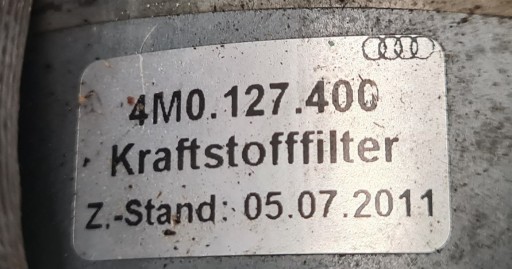 4M0.127.400
Kraftstofffilter
Z.-Stand: 05.07.2011